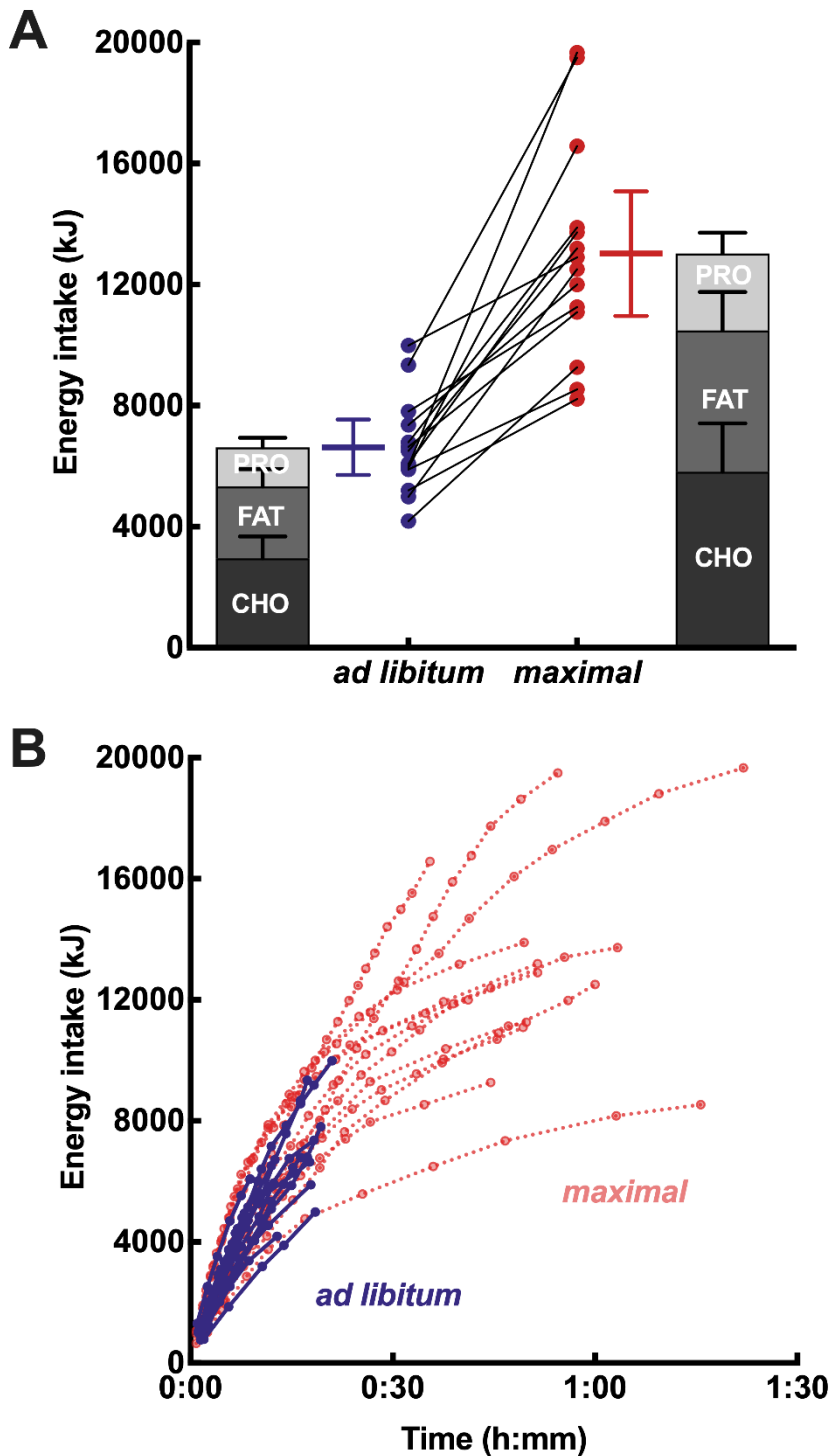 A
Energy intake (kJ)
20000
16000
12000
8000
4000
0
PRO
FAT
CHO
PRO
FAT
CHO
ad libitum maximal
B
Energy intake (kJ)
20000
16000
12000
8000
4000
0
maximal
ad libitum
0:00 0:30 1:00 1:30
Time (h:mm)